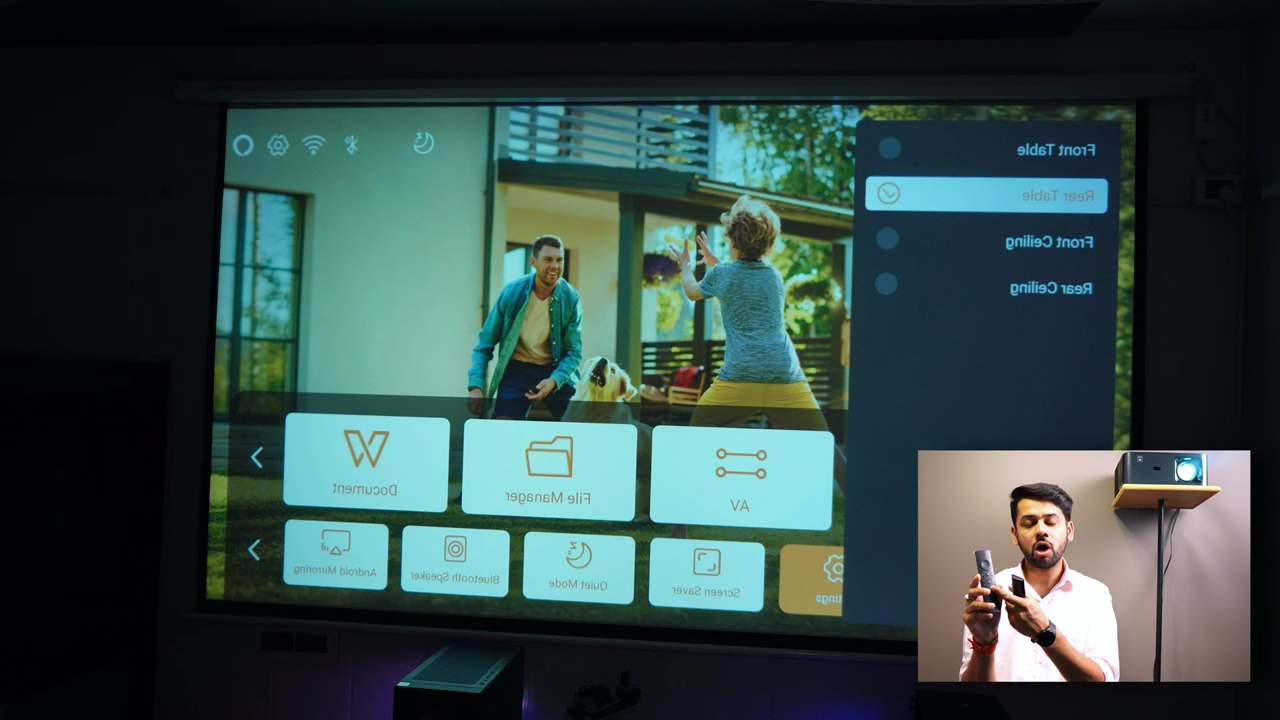 Front Table
Rear Table
Front Ceiling
Rear Ceiling
Document
File Manager
AV
Android Mirroring
Bluetooth Speaker
Quiet Mode
Screen Saver
ttings